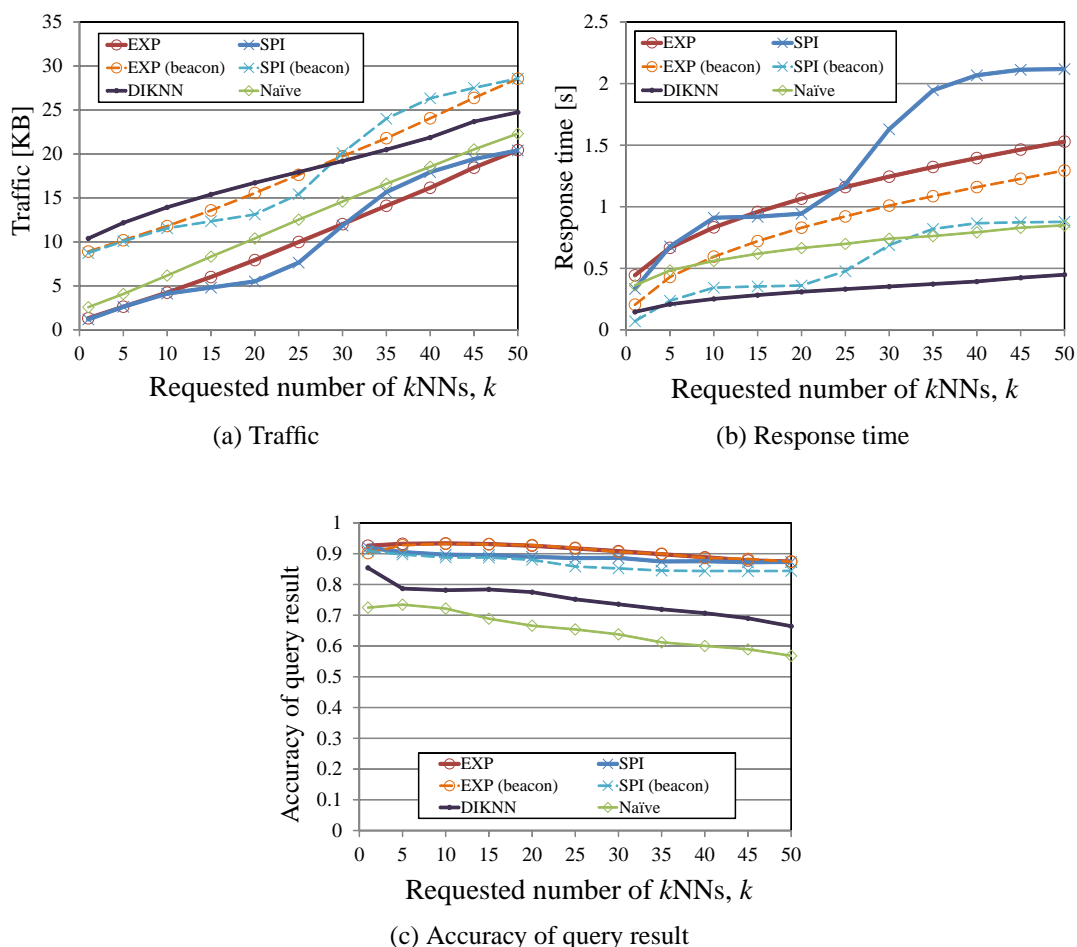 35
30
25
20
15
10
5
0
Traffic [KB]
EXP SPI
EXP (beacon) SPI (beacon)
DIKNN Naïve
0 5 10 15 20 25 30 35 40 45 50
Requested number of kNNs, k
(a) Traffic
2.5
2
1.5
1
0.5
0
Response time [s]
EXP SPI
EXP (beacon) SPI (beacon)
DIKNN Naïve
0 5 10 15 20 25 30 35 40 45 50
Requested number of kNNs, k
(b) Response time
1
0.9
0.8
0.7
0.6
0.5
0.4
0.3
0.2
0.1
0
Accuracy of query result
EXP SPI
EXP (beacon) SPI (beacon)
DIKNN Naïve
0 5 10 15 20 25 30 35 40 45 50
Requested number of kNNs, k
(c) Accuracy of query result